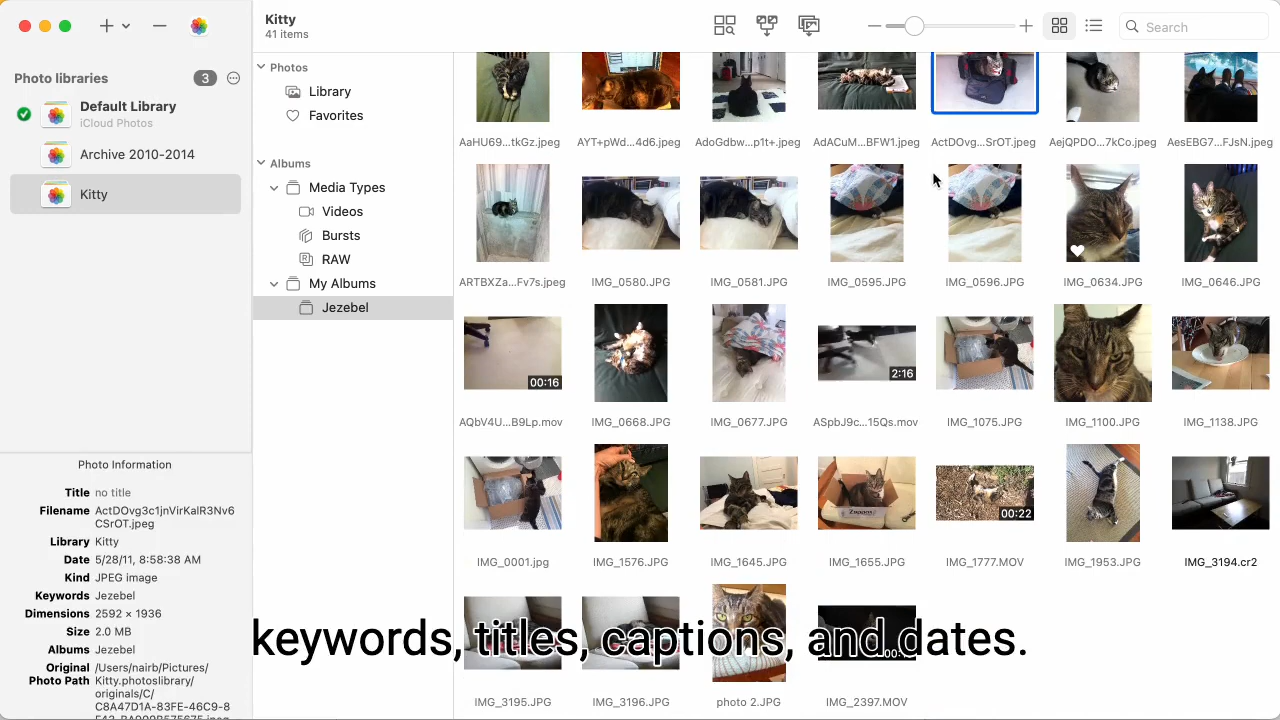 Kitty
41 items
Search
Photo libraries
3
Default Library
iCloud Photos
Archive 2010-2014
Kitty
Photos
Library
Favorites
Albums
Media Types
Videos
Bursts
RAW
My Albums
Jezebel
AaHU69...tkGz.jpeg
AYT+pWd...4d6.jpeg
AdoGdbw...p1t+.jpeg
AdACuM...BFW1.jpeg
ActDOvg...SrOT.jpeg
AejQPDO...7kCo.jpeg
AesEBG7...FJsN.jpeg
ARTBXZa...Fv7s.jpeg
IMG_0580.JPG
IMG_0581.JPG
IMG_0595.JPG
IMG_0596.JPG
IMG_0634.JPG
IMG_0646.JPG
00:16
2:16
AQbV4U...B9Lp.mov
IMG_0668.JPG
IMG_0677.JPG
ASpbJ9c...15Qs.mov
IMG_1075.JPG
IMG_1100.JPG
IMG_1138.JPG
00:22
IMG_0001.jpg
IMG_1576.JPG
IMG_1645.JPG
IMG_1655.JPG
IMG_1777.MOV
IMG_1953.JPG
IMG_3194.cr2
IMG_3195.JPG
IMG_3196.JPG
photo 2.JPG
IMG_2397.MOV
Photo Information
Title no title
Filename ActDOvg3c1jnVirKalR3Nv6
CSrOT.jpeg
Library Kitty
Date 5/28/11, 8:58:38 AM
Kind JPEG image
Keywords Jezebel
Dimensions 2592 × 1936
Size 2.0 MB
Albums Jezebel
Original /Users/nairb/Pictures/
Photo Path Kitty.photoslibrary/
originals/C/
C8A47D1A-83FE-46C9-8
keywords, titles, captions, and dates.